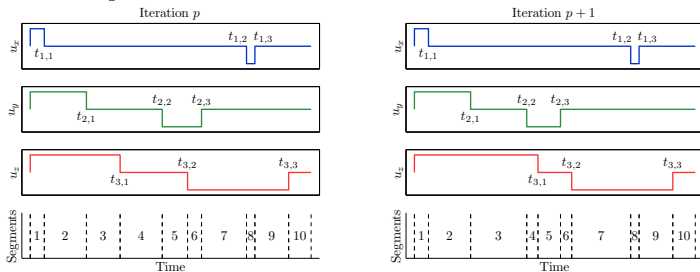 Iteration p
Iteration p + 1
u_x
t_{1,1}
t_{1,2}
t_{1,3}
u_x
t_{1,1}
t_{1,2}
t_{1,3}
u_y
t_{2,1}
t_{2,2}
t_{2,3}
u_y
t_{2,1}
t_{2,2}
t_{2,3}
u_z
t_{3,1}
t_{3,2}
t_{3,3}
u_z
t_{3,1}
t_{3,2}
t_{3,3}
Segments
1 2 3 4 5 6 7 8 9 10
Time
Segments
1 2 3 4 5 6 7 8 9 10
Time